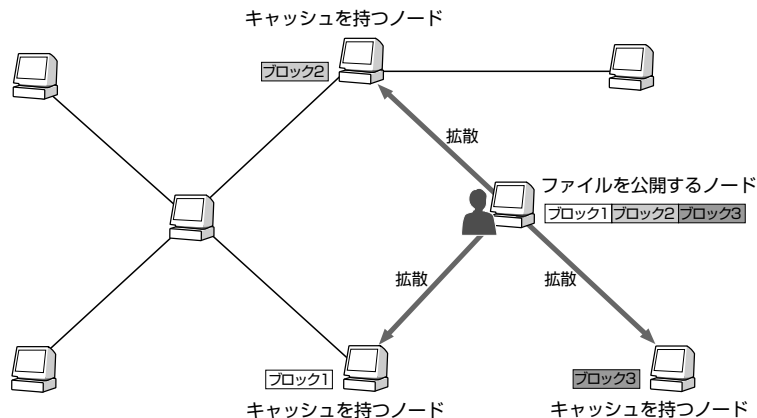 キャッシュを持つノード
ブロック2
拡散
ファイルを公開するノード
ブロック1 ブロック2 ブロック3
拡散
拡散
ブロック1
ブロック3
キャッシュを持つノード
キャッシュを持つノード